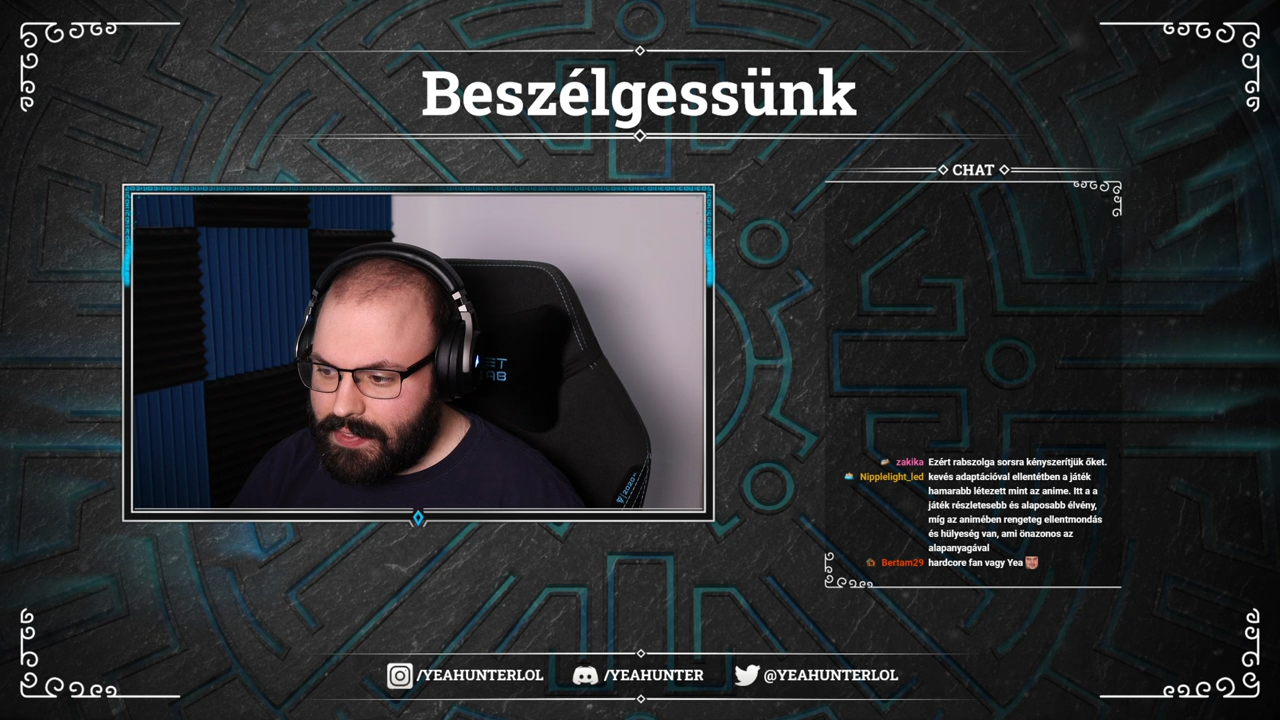 Beszélgessünk
CHAT
zakika Ezért rabszolga sorsra kényszerítjük őket.
Nipplelight_led kevés adaptációval ellentétben a játék
hamarabb létezett mint az anime. Itt a a
játék részletesebb és alaposabb élvény,
míg az animében rengeteg ellentmondás
és hülyeség van, ami önazonos az
alapanyagával
Bertam29 hardcore fan vagy Yea
/YEAHUNTERLOL
/YEAHUNTER
@YEAHUNTERLOL